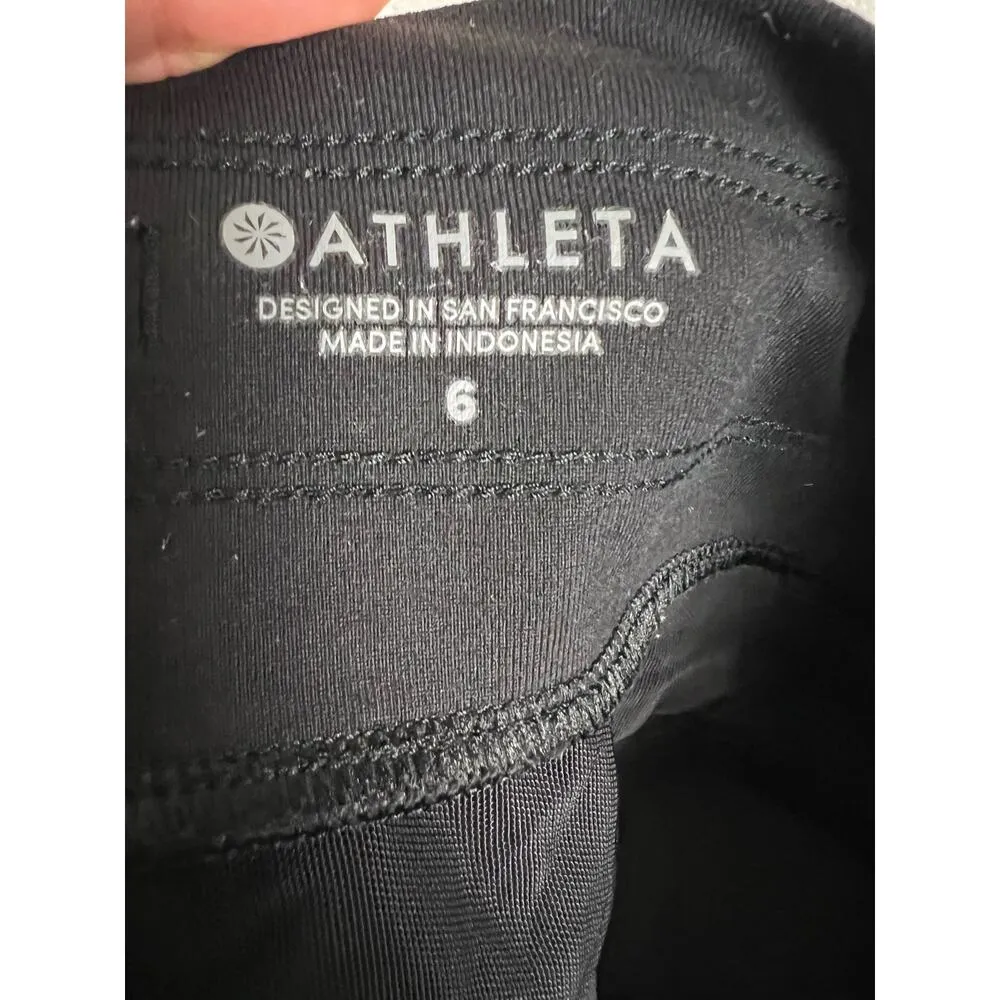 ATHLETA
DESIGNED IN SAN FRANCISCO
MADE IN INDONESIA
6